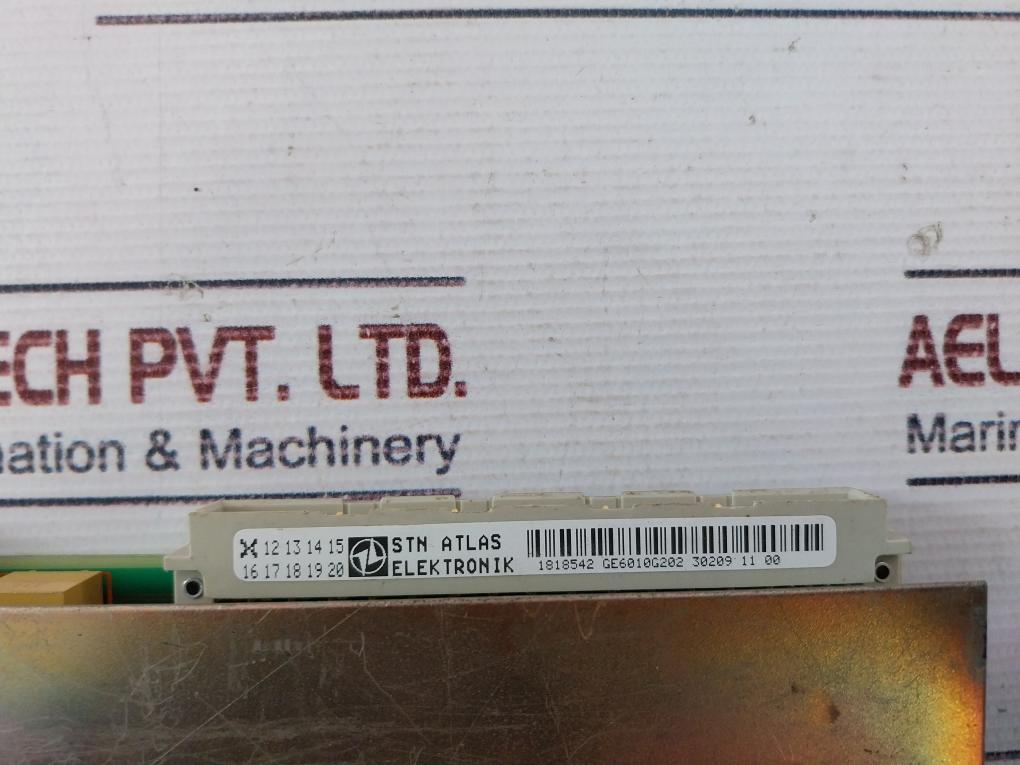 ECH PVT. LTD.
AEL
nation & Machinery
Marin
12 13 14 15 STN ATLAS
16 17 18 19 20 ELEKTRONIK
1818542 GE6010G202 30209 11 00